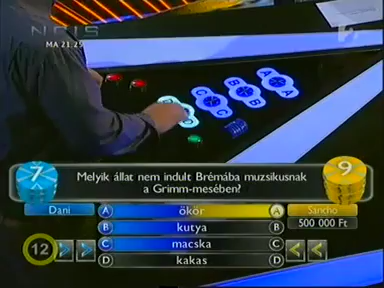 NCIS
MA 21.25
D
C C
B B
A A
7
9
Melyik állat nem indult Brémába muzsikusnak
a Grimm-mesében?
Dani
Sancho
500 000 Ft
A ökör A
B kutya B
C macska C
D kakas D
12